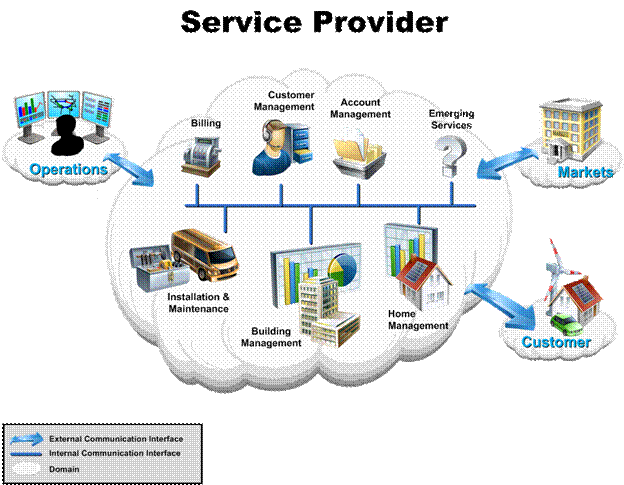 Service Provider
Customer
Management
Account
Management
Emerging
Services
Billing
Operations
Markets
Installation &
Maintenance
Building
Management
Home
Management
Customer
External Communication Interface
Internal Communication Interface
Domain